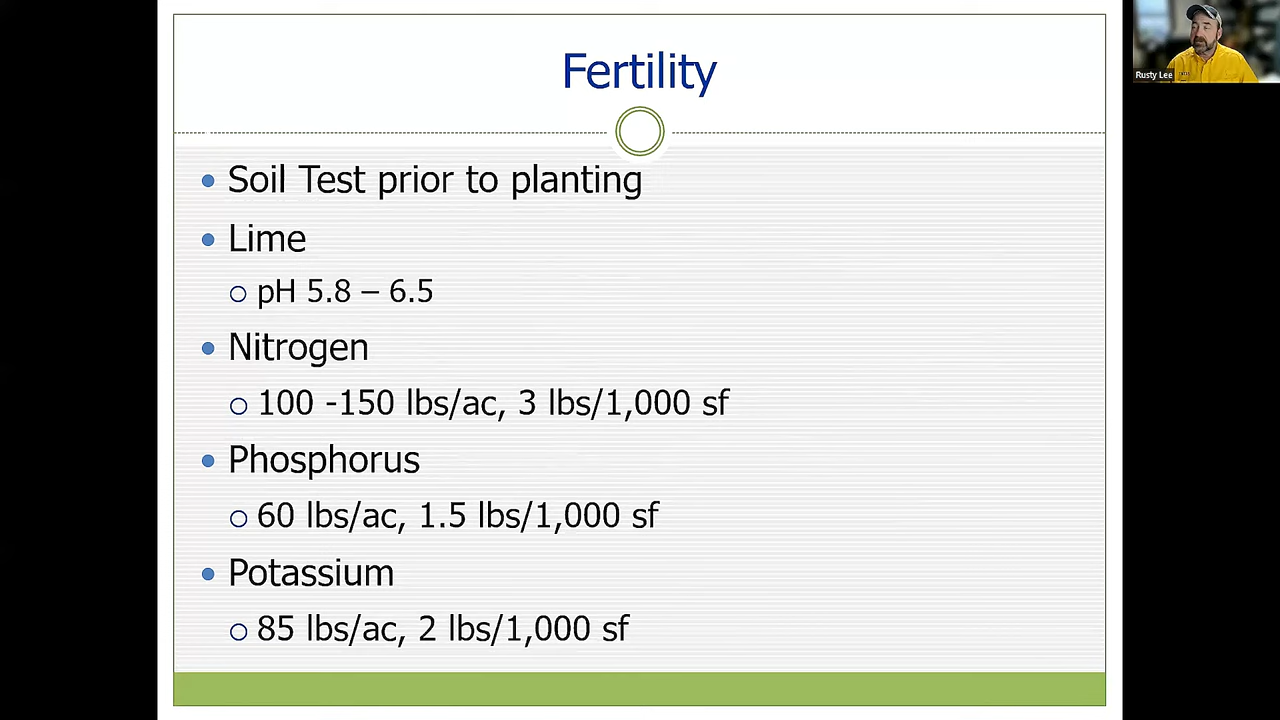 Fertility
Soil Test prior to planting
Lime
pH 5.8 – 6.5
Nitrogen
100 -150 lbs/ac, 3 lbs/1,000 sf
Phosphorus
60 lbs/ac, 1.5 lbs/1,000 sf
Potassium
85 lbs/ac, 2 lbs/1,000 sf
Rusty Lee